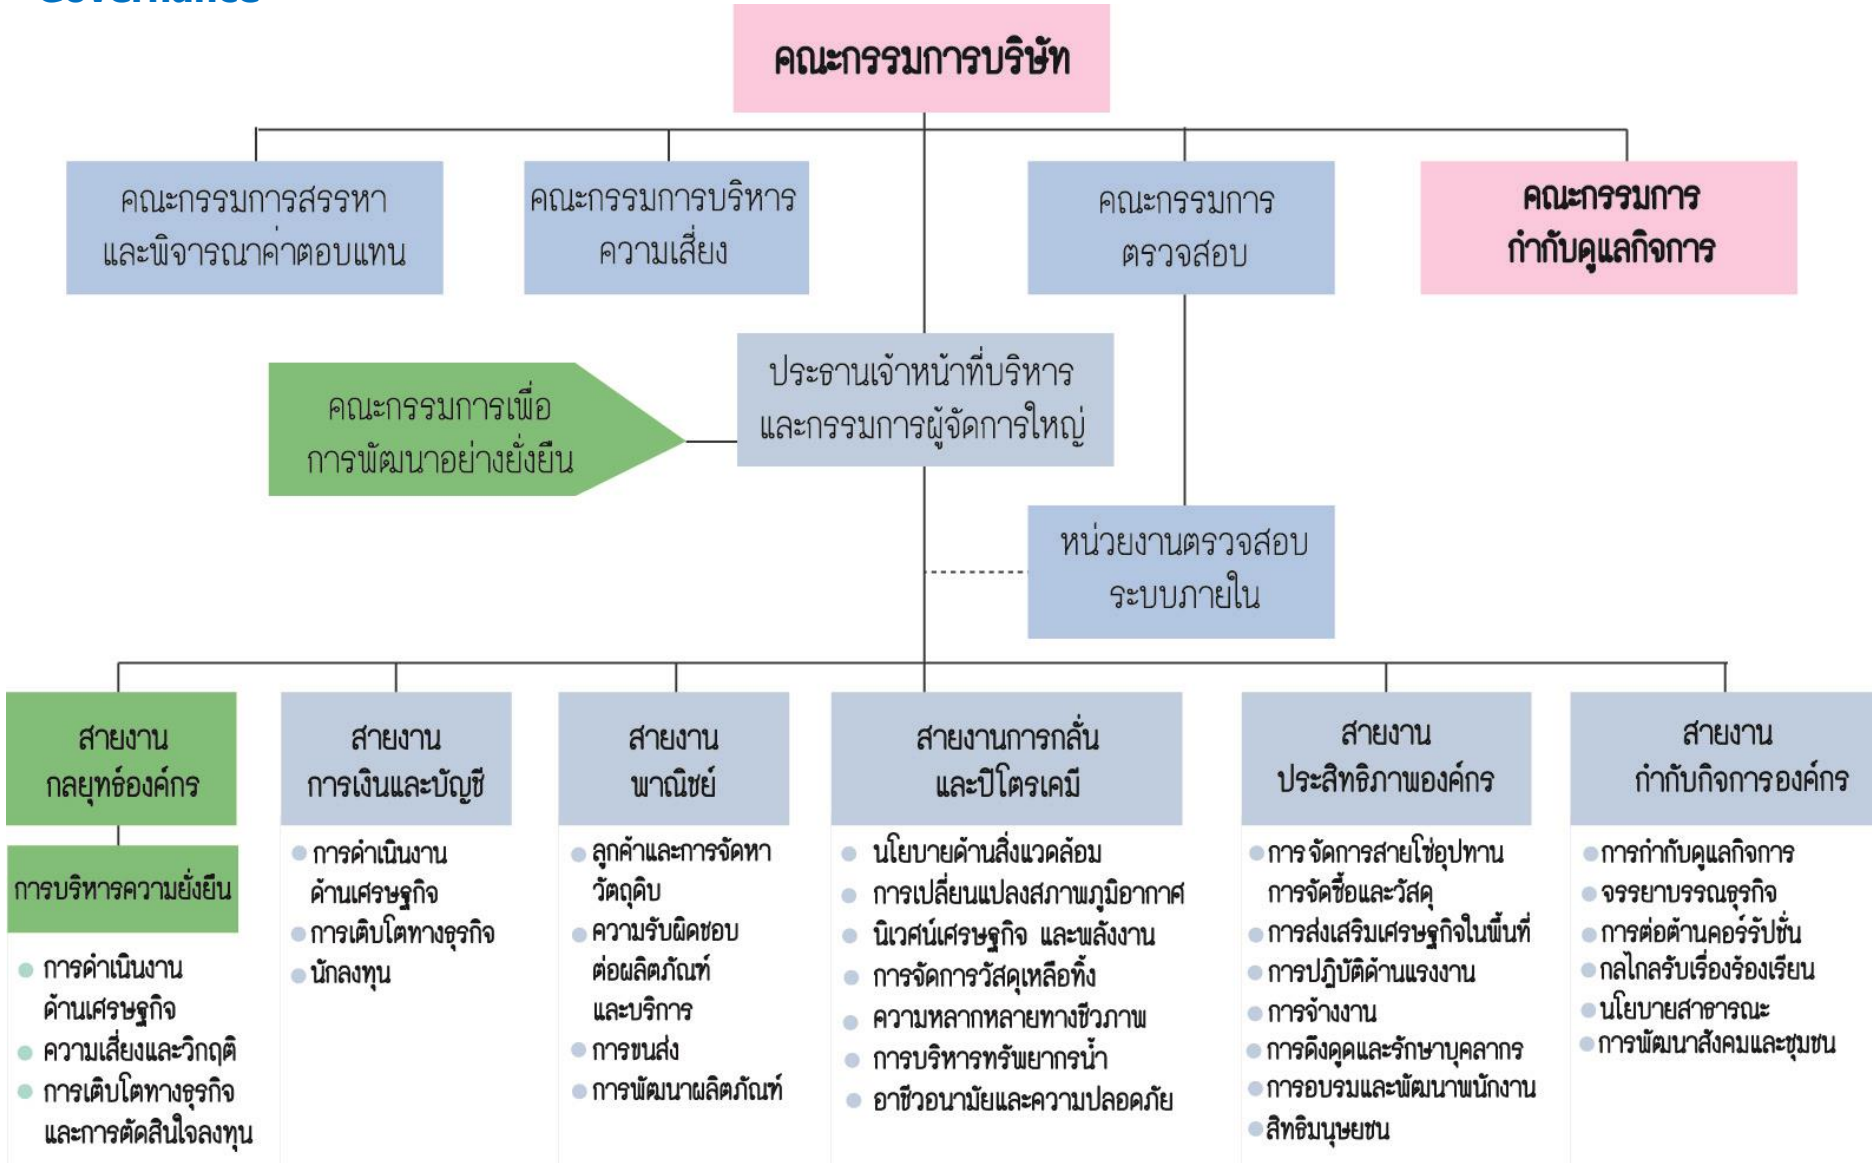 Governance
คณะกรรมการบริษัท
คณะกรรมการสรรหา
และพิจารณาค่าตอบแทน
คณะกรรมการบริหาร
ความเสี่ยง
คณะกรรมการ
ตรวจสอบ
คณะกรรมการ
กำกับดูแลกิจการ
ประธานเจ้าหน้าที่บริหาร
และกรรมการผู้จัดการใหญ่
คณะกรรมการเพื่อ
การพัฒนาอย่างยั่งยืน
หน่วยงานตรวจสอบ
ระบบภายใน
สายงาน
กลยุทธ์องค์กร
การบริหารความยั่งยืน
การดำเนินงาน
ด้านเศรษฐกิจ
ความเสี่ยงและวิกฤติ
การเติบโตทางธุรกิจ
และการตัดสินใจลงทุน
สายงาน
การเงินและบัญชี
การดำเนินงาน
ด้านเศรษฐกิจ
การเติบโตทางธุรกิจ
นักลงทุน
สายงาน
พาณิชย์
ลูกค้าและการจัดหา
วัตถุดิบ
ความรับผิดชอบ
ต่อผลิตภัณฑ์
และบริการ
การขนส่ง
การพัฒนาผลิตภัณฑ์
สายงานการกลั่น
และปิโตรเคมี
นโยบายด้านสิ่งแวดล้อม
การเปลี่ยนแปลงสภาพภูมิอากาศ
นิเวศน์เศรษฐกิจ และพลังงาน
การจัดการวัสดุเหลือทิ้ง
ความหลากหลายทางชีวภาพ
การบริหารทรัพยากรน้ำ
อาชีวอนามัยและความปลอดภัย
สายงาน
ประสิทธิภาพองค์กร
การจัดการสายโซ่อุปทาน
การจัดซื้อและวัสดุ
การส่งเสริมเศรษฐกิจในพื้นที่
การปฏิบัติด้านแรงงาน
การจ้างงาน
การดึงดูดและรักษาบุคลากร
การอบรมและพัฒนาพนักงาน
สิทธิมนุษยชน
สายงาน
กำกับกิจการองค์กร
การกำกับดูแลกิจการ
จรรยาบรรณธุรกิจ
การต่อต้านคอร์รัปชั่น
กลไกลรับเรื่องร้องเรียน
นโยบายสาธารณะ
การพัฒนาสังคมและชุมชน